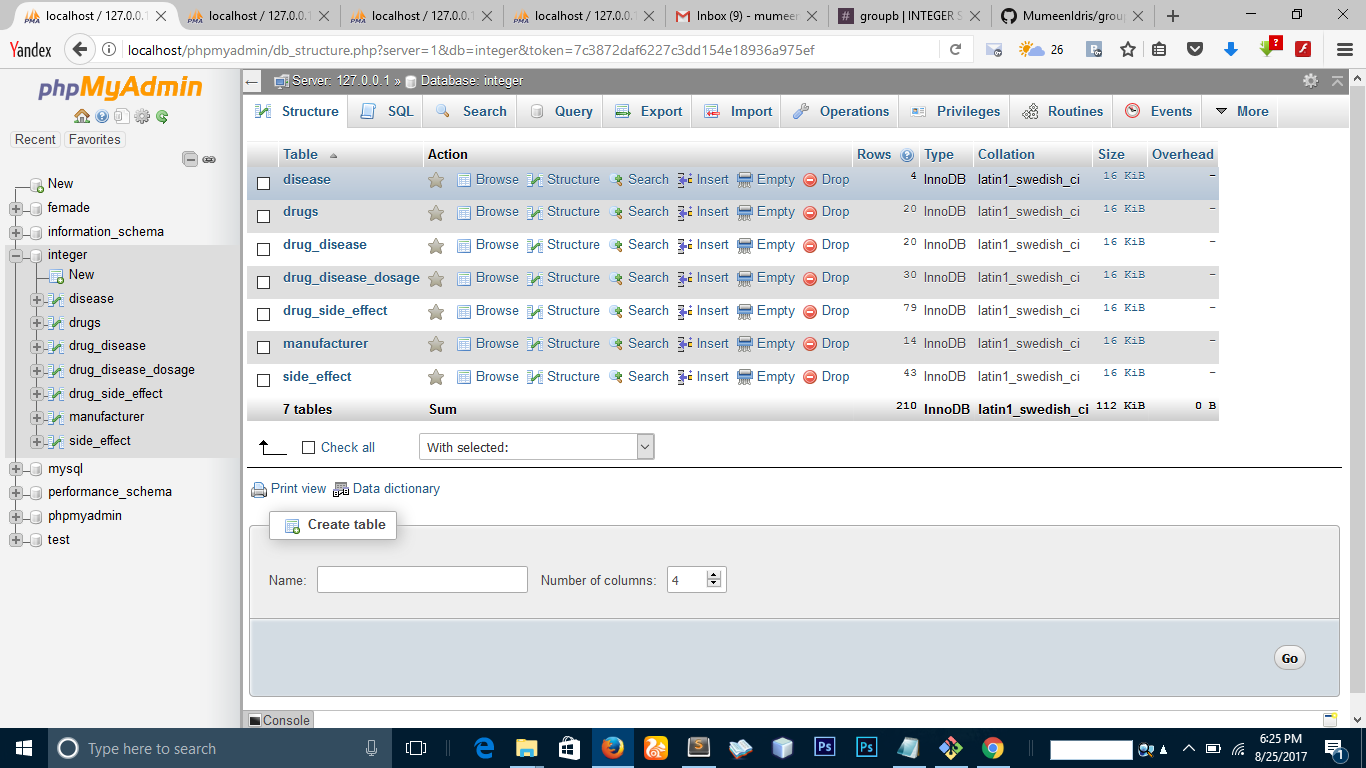 localhost / 127.0.0.1
localhost / 127.0.0.1
localhost / 127.0.0.1
localhost / 127.0.0.1
Inbox (9) - mumeen
groupb | INTEGER S
MumeenIdris/group
Yandex
localhost/phpmyadmin/db_structure.php?server=1&db=integer&token=7c3872daf6227c3dd154e18936a975ef
26
?
phpMyAdmin
Recent Favorites
New
femade
information_schema
integer
New
disease
drugs
drug_disease
drug_disease_dosage
drug_side_effect
manufacturer
side_effect
mysql
performance_schema
phpmyadmin
test
Server: 127.0.0.1 » Database: integer
Structure SQL Search Query Export Import Operations Privileges Routines Events More
Table Action Rows Type Collation Size Overhead
disease Browse Structure Search Insert Empty Drop 4 InnoDB latin1_swedish_ci 16 KiB -
drugs Browse Structure Search Insert Empty Drop 20 InnoDB latin1_swedish_ci 16 KiB -
drug_disease Browse Structure Search Insert Empty Drop 20 InnoDB latin1_swedish_ci 16 KiB -
drug_disease_dosage Browse Structure Search Insert Empty Drop 30 InnoDB latin1_swedish_ci 16 KiB -
drug_side_effect Browse Structure Search Insert Empty Drop 79 InnoDB latin1_swedish_ci 16 KiB -
manufacturer Browse Structure Search Insert Empty Drop 14 InnoDB latin1_swedish_ci 16 KiB -
side_effect Browse Structure Search Insert Empty Drop 43 InnoDB latin1_swedish_ci 16 KiB -
7 tables Sum 210 InnoDB latin1_swedish_ci 112 KiB 0 B
Check all With selected:
Print view Data dictionary
Create table
Name: Number of columns: 4
Go
Console
Type here to search
6:25 PM
8/25/2017
1